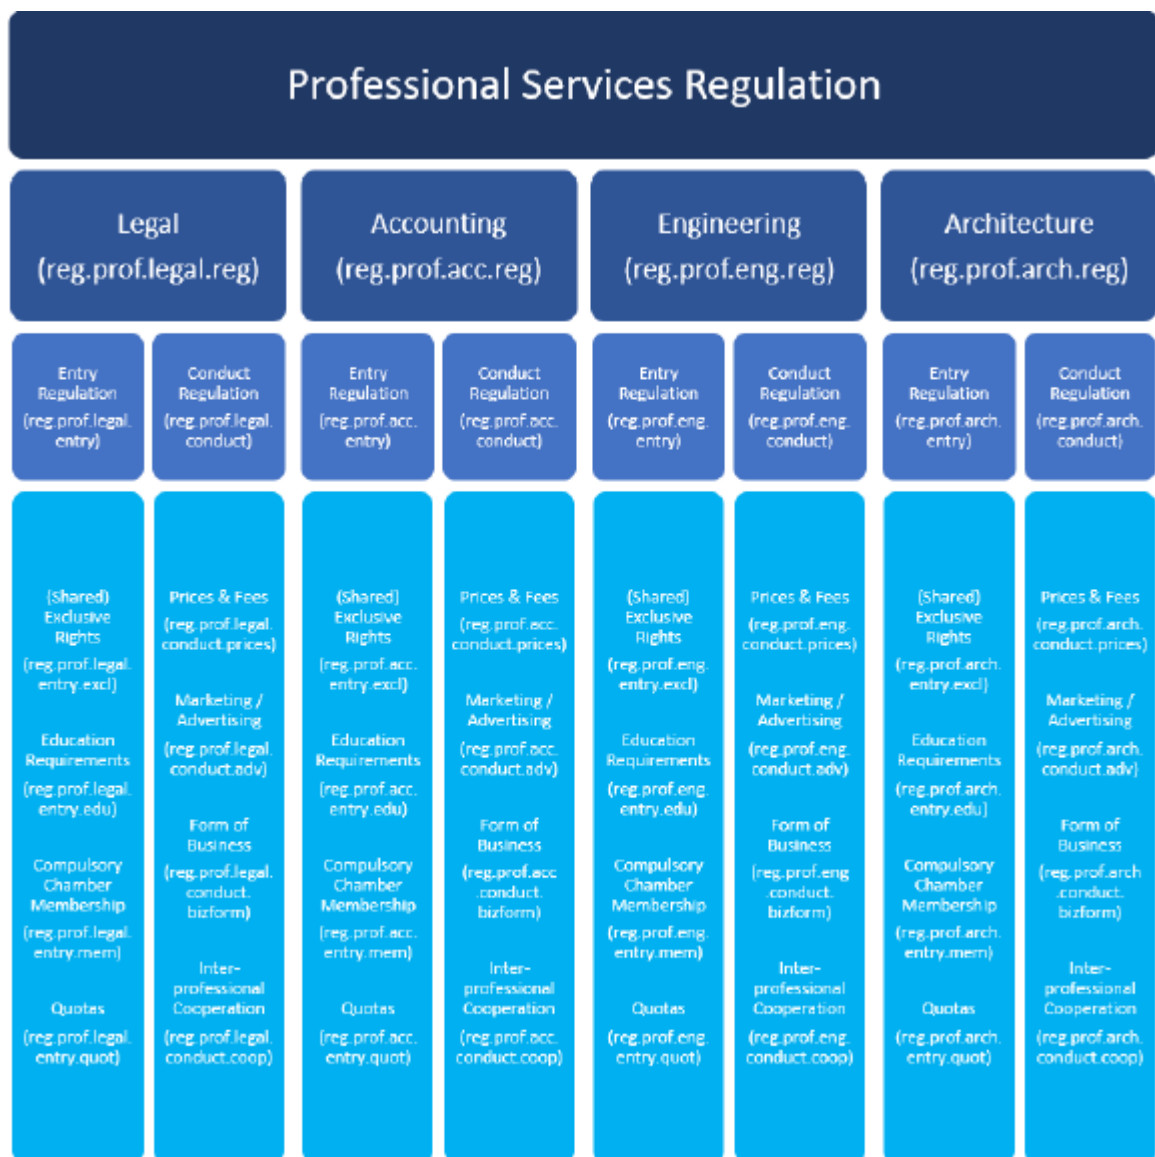 Professional Services Regulation
Legal
(reg.prof.legal.reg)
Accounting
(reg.prof.acc.reg)
Engineering
(reg.prof.eng.reg)
Architecture
(reg.prof.arch.reg)
Entry
Regulation
(reg.prof.legal.
entry)
Conduct
Regulation
(reg.prof.legal.
conduct)
Entry
Regulation
(reg.prof.acc.
entry)
Conduct
Regulation
(reg.prof.acc.
conduct)
Entry
Regulation
(reg.prof.eng.
entry)
Conduct
Regulation
(reg.prof.eng.
conduct)
Entry
Regulation
(reg.prof.arch.
entry)
Conduct
Regulation
(reg.prof.arch.
conduct)
(Shared)
Exclusive
Rights
(reg.prof.legal.
entry.excl)
Education
Requirements
(reg.prof.legal.
entry.edu)
Compulsory
Chamber
Membership
(reg.prof.legal.
entry.mem)
Quotas
(reg.prof.legal.
entry.quot)
Prices & Fees
(reg.prof.legal.
conduct.prices)
Marketing /
Advertising
(reg.prof.legal.
conduct.adv)
Form of
Business
(reg.prof.legal.
conduct.
bizform)
Inter-
professional
Cooperation
(reg.prof.legal.
conduct.coop)
(Shared)
Exclusive
Rights
(reg.prof.acc.
entry.excl)
Education
Requirements
(reg.prof.acc.
entry.edu)
Compulsory
Chamber
Membership
(reg.prof.acc.
entry.mem)
Quotas
(reg.prof.acc.
entry.quot)
Prices & Fees
(reg.prof.acc.
conduct.prices)
Marketing /
Advertising
(reg.prof.acc.
conduct.adv)
Form of
Business
(reg.prof.acc
.conduct.
bizform)
Inter-
professional
Cooperation
(reg.prof.acc.
conduct.coop)
(Shared)
Exclusive
Rights
(reg.prof.eng.
entry.excl)
Education
Requirements
(reg.prof.eng.
entry.edu)
Compulsory
Chamber
Membership
(reg.prof.eng.
entry.mem)
Quotas
(reg.prof.eng.
entry.quot)
Prices & Fees
(reg.prof.eng.
conduct.prices)
Marketing /
Advertising
(reg.prof.eng.
conduct.adv)
Form of
Business
(reg.prof.eng
.conduct.
bizform)
Inter-
professional
Cooperation
(reg.prof.eng.
conduct.coop)
(Shared)
Exclusive
Rights
(reg.prof.arch.
entry.excl)
Education
Requirements
(reg.prof.arch.
entry.edu)
Compulsory
Chamber
Membership
(reg.prof.arch.
entry.mem)
Quotas
(reg.prof.arch.
entry.quot)
Prices & Fees
(reg.prof.arch.
conduct.prices)
Marketing /
Advertising
(reg.prof.arch.
conduct.adv)
Form of
Business
(reg.prof.arch
.conduct.
bizform)
Inter-
professional
Cooperation
(reg.prof.arch.
conduct.coop)